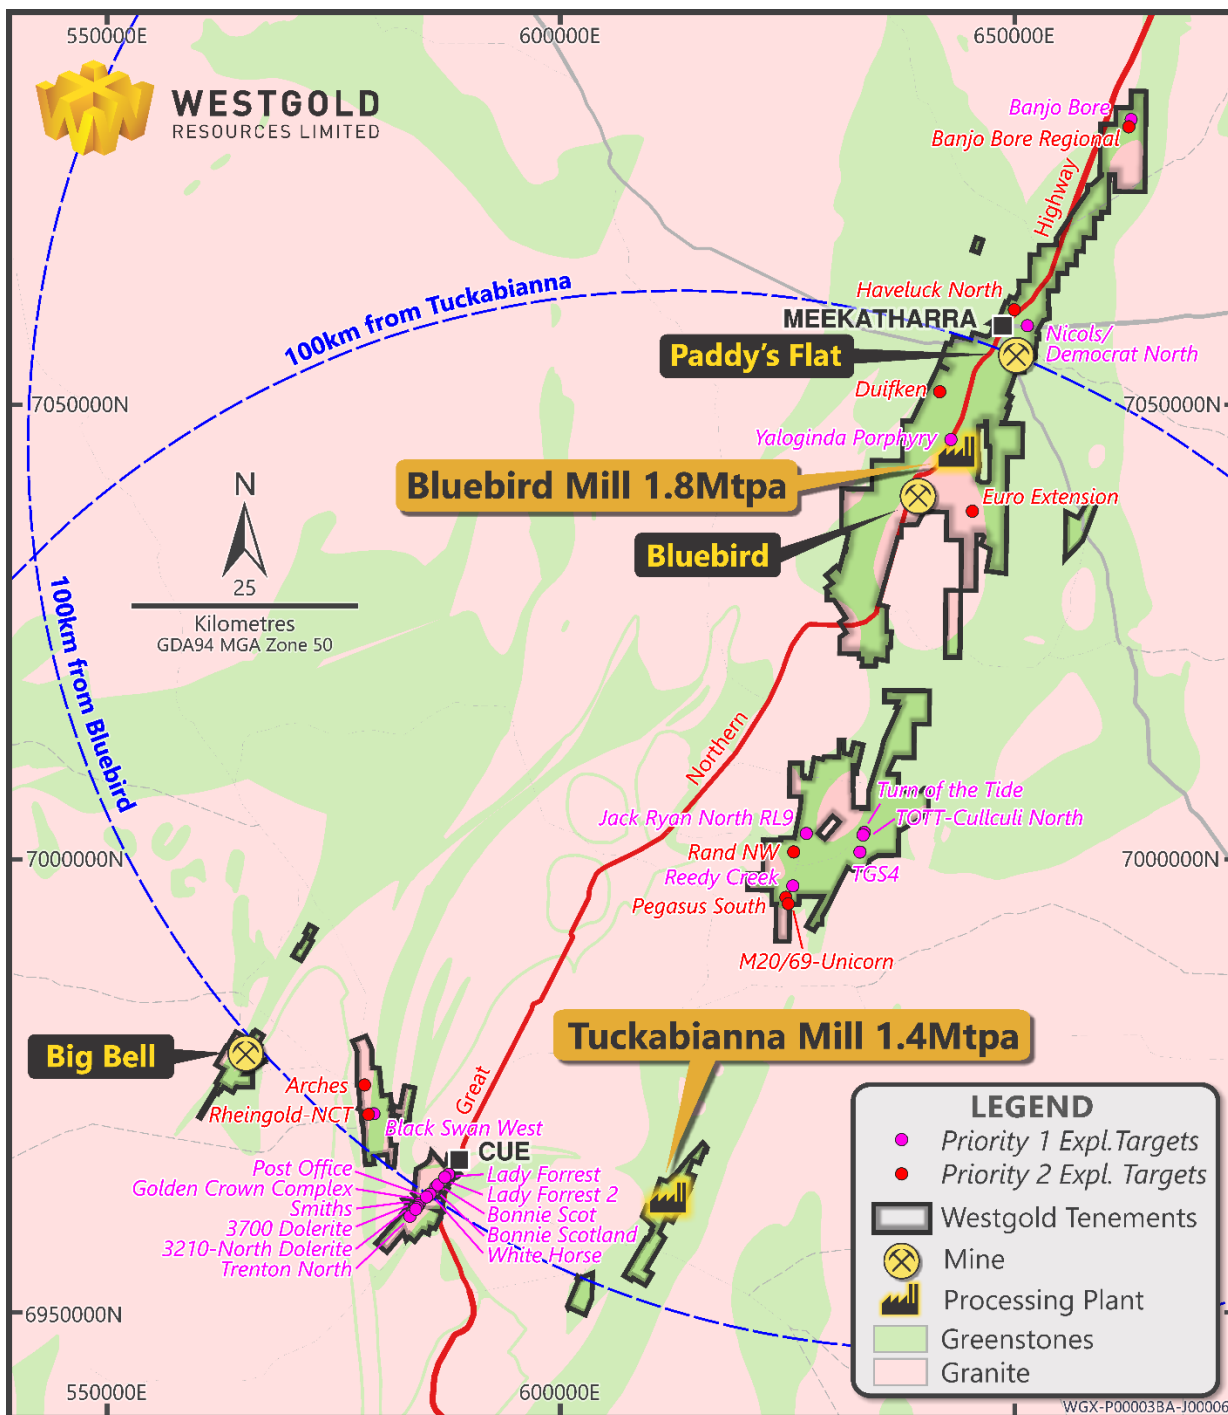 550000E
600000E
650000E
WESTGOLD
RESOURCES LIMITED
Banjo Bore
Banjo Bore Regional
Highway
100km from Tuckabianna
Haveluck North
MEEKATHARRA
Nicols/
Democrat North
Paddy's Flat
Duifken
7050000N
7050000N
Yaloginda Porphyry
Bluebird Mill 1.8Mtpa
Euro Extension
Bluebird
N
25
Kilometres
GDA94 MGA Zone 50
100km from Bluebird
Northern
Turn of the Tide
Jack Ryan North RL9
TOTT-Cullculi North
Rand NW
7000000N
7000000N
Reedy Creek
TGS4
Pegasus South
M20/69-Unicorn
Tuckabianna Mill 1.4Mtpa
Big Bell
Arches
Great
Rheingold-NCT
Black Swan West
CUE
Post Office
Lady Forrest
Golden Crown Complex
Lady Forrest 2
Smiths
Bonnie Scot
3700 Dolerite
Bonnie Scotland
3210-North Dolerite
White Horse
Trenton North
6950000N
LEGEND
Priority 1 Expl.Targets
Priority 2 Expl. Targets
Westgold Tenements
Mine
Processing Plant
Greenstones
Granite
550000E
600000E
WGX-P00003BA-J00006